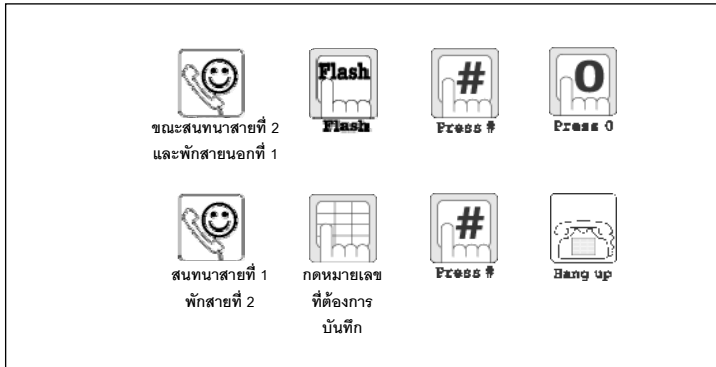 Flash
#
0
ขณะสนทนาสายที่ 2
และพักสายนอกที่ 1
Flash
Press #
Press 0
#
สนทนาสายที่ 1
พักสายที่ 2
กดหมายเลข
ที่ต้องการ
บันทึก
Press #
Hang up